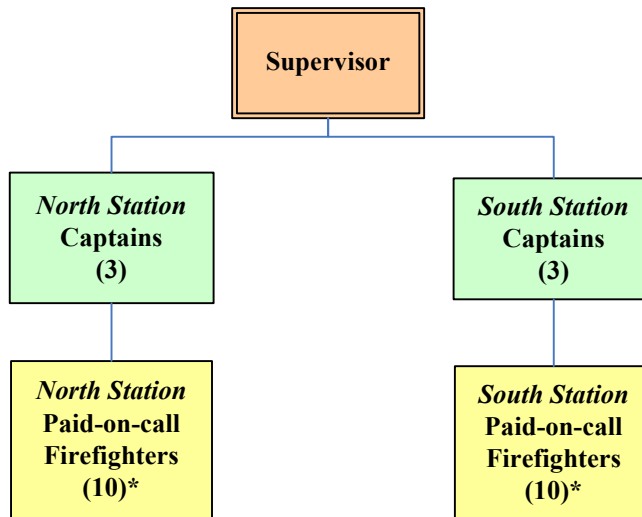 Supervisor
North Station
Captains
(3)
South Station
Captains
(3)
North Station
Paid-on-call
Firefighters
(10)*
South Station
Paid-on-call
Firefighters
(10)*